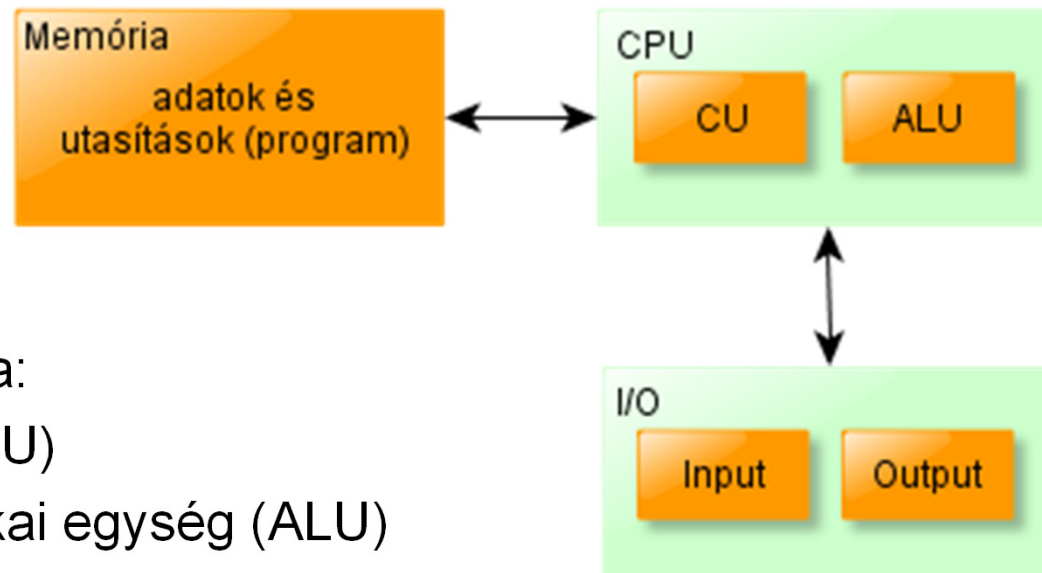 Memória
adatok és
utasítások (program)
CPU
CU
ALU
a:
U)
kai egység (ALU)
I/O
Input
Output